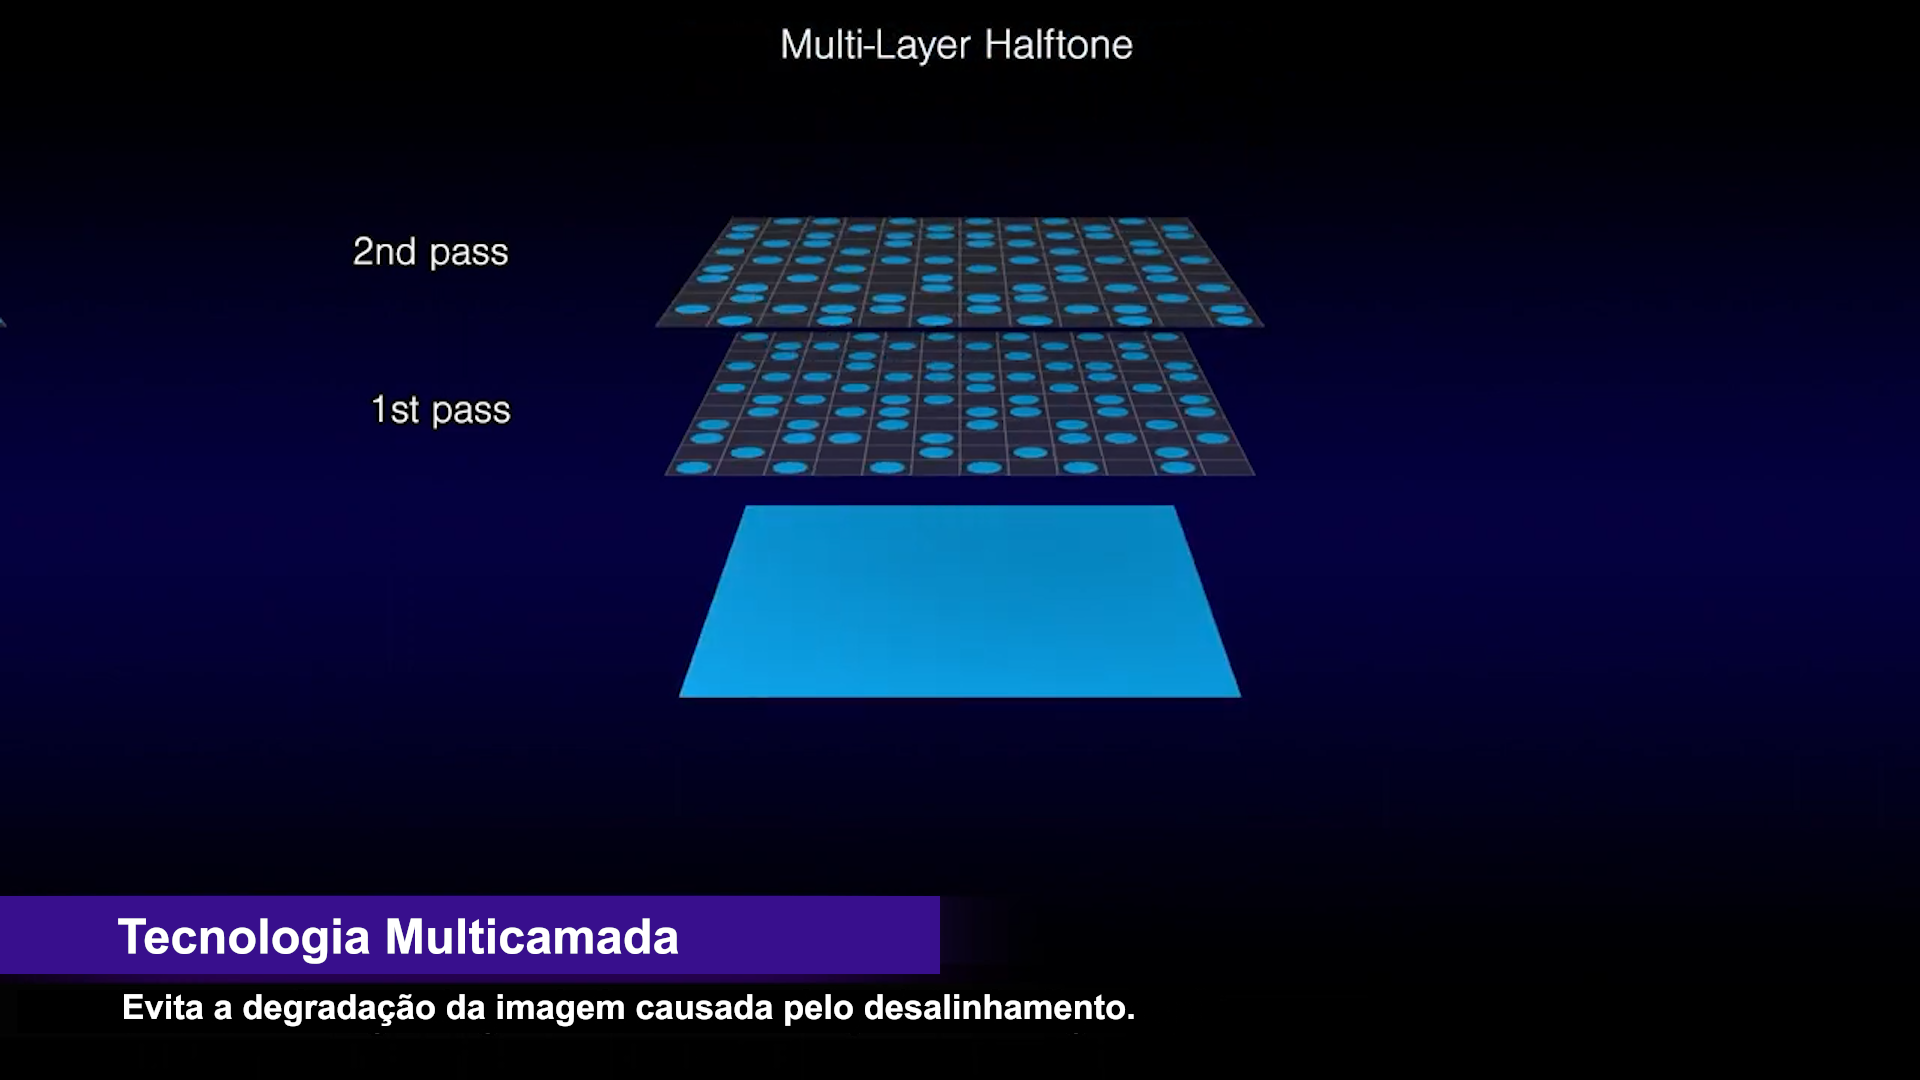 Multi-Layer Halftone
2nd pass
1st pass
Tecnologia Multicamada
Evita a degradação da imagem causada pelo desalinhamento.